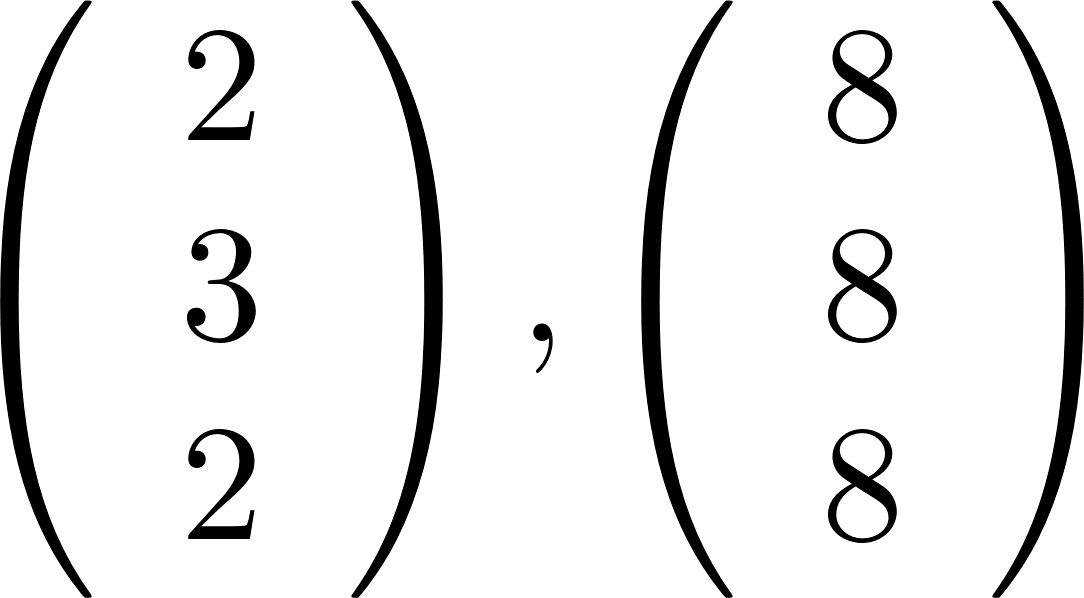 ( 2 ) , ( 8 )
( 3 ) , ( 8 )
( 2 ) , ( 8 )